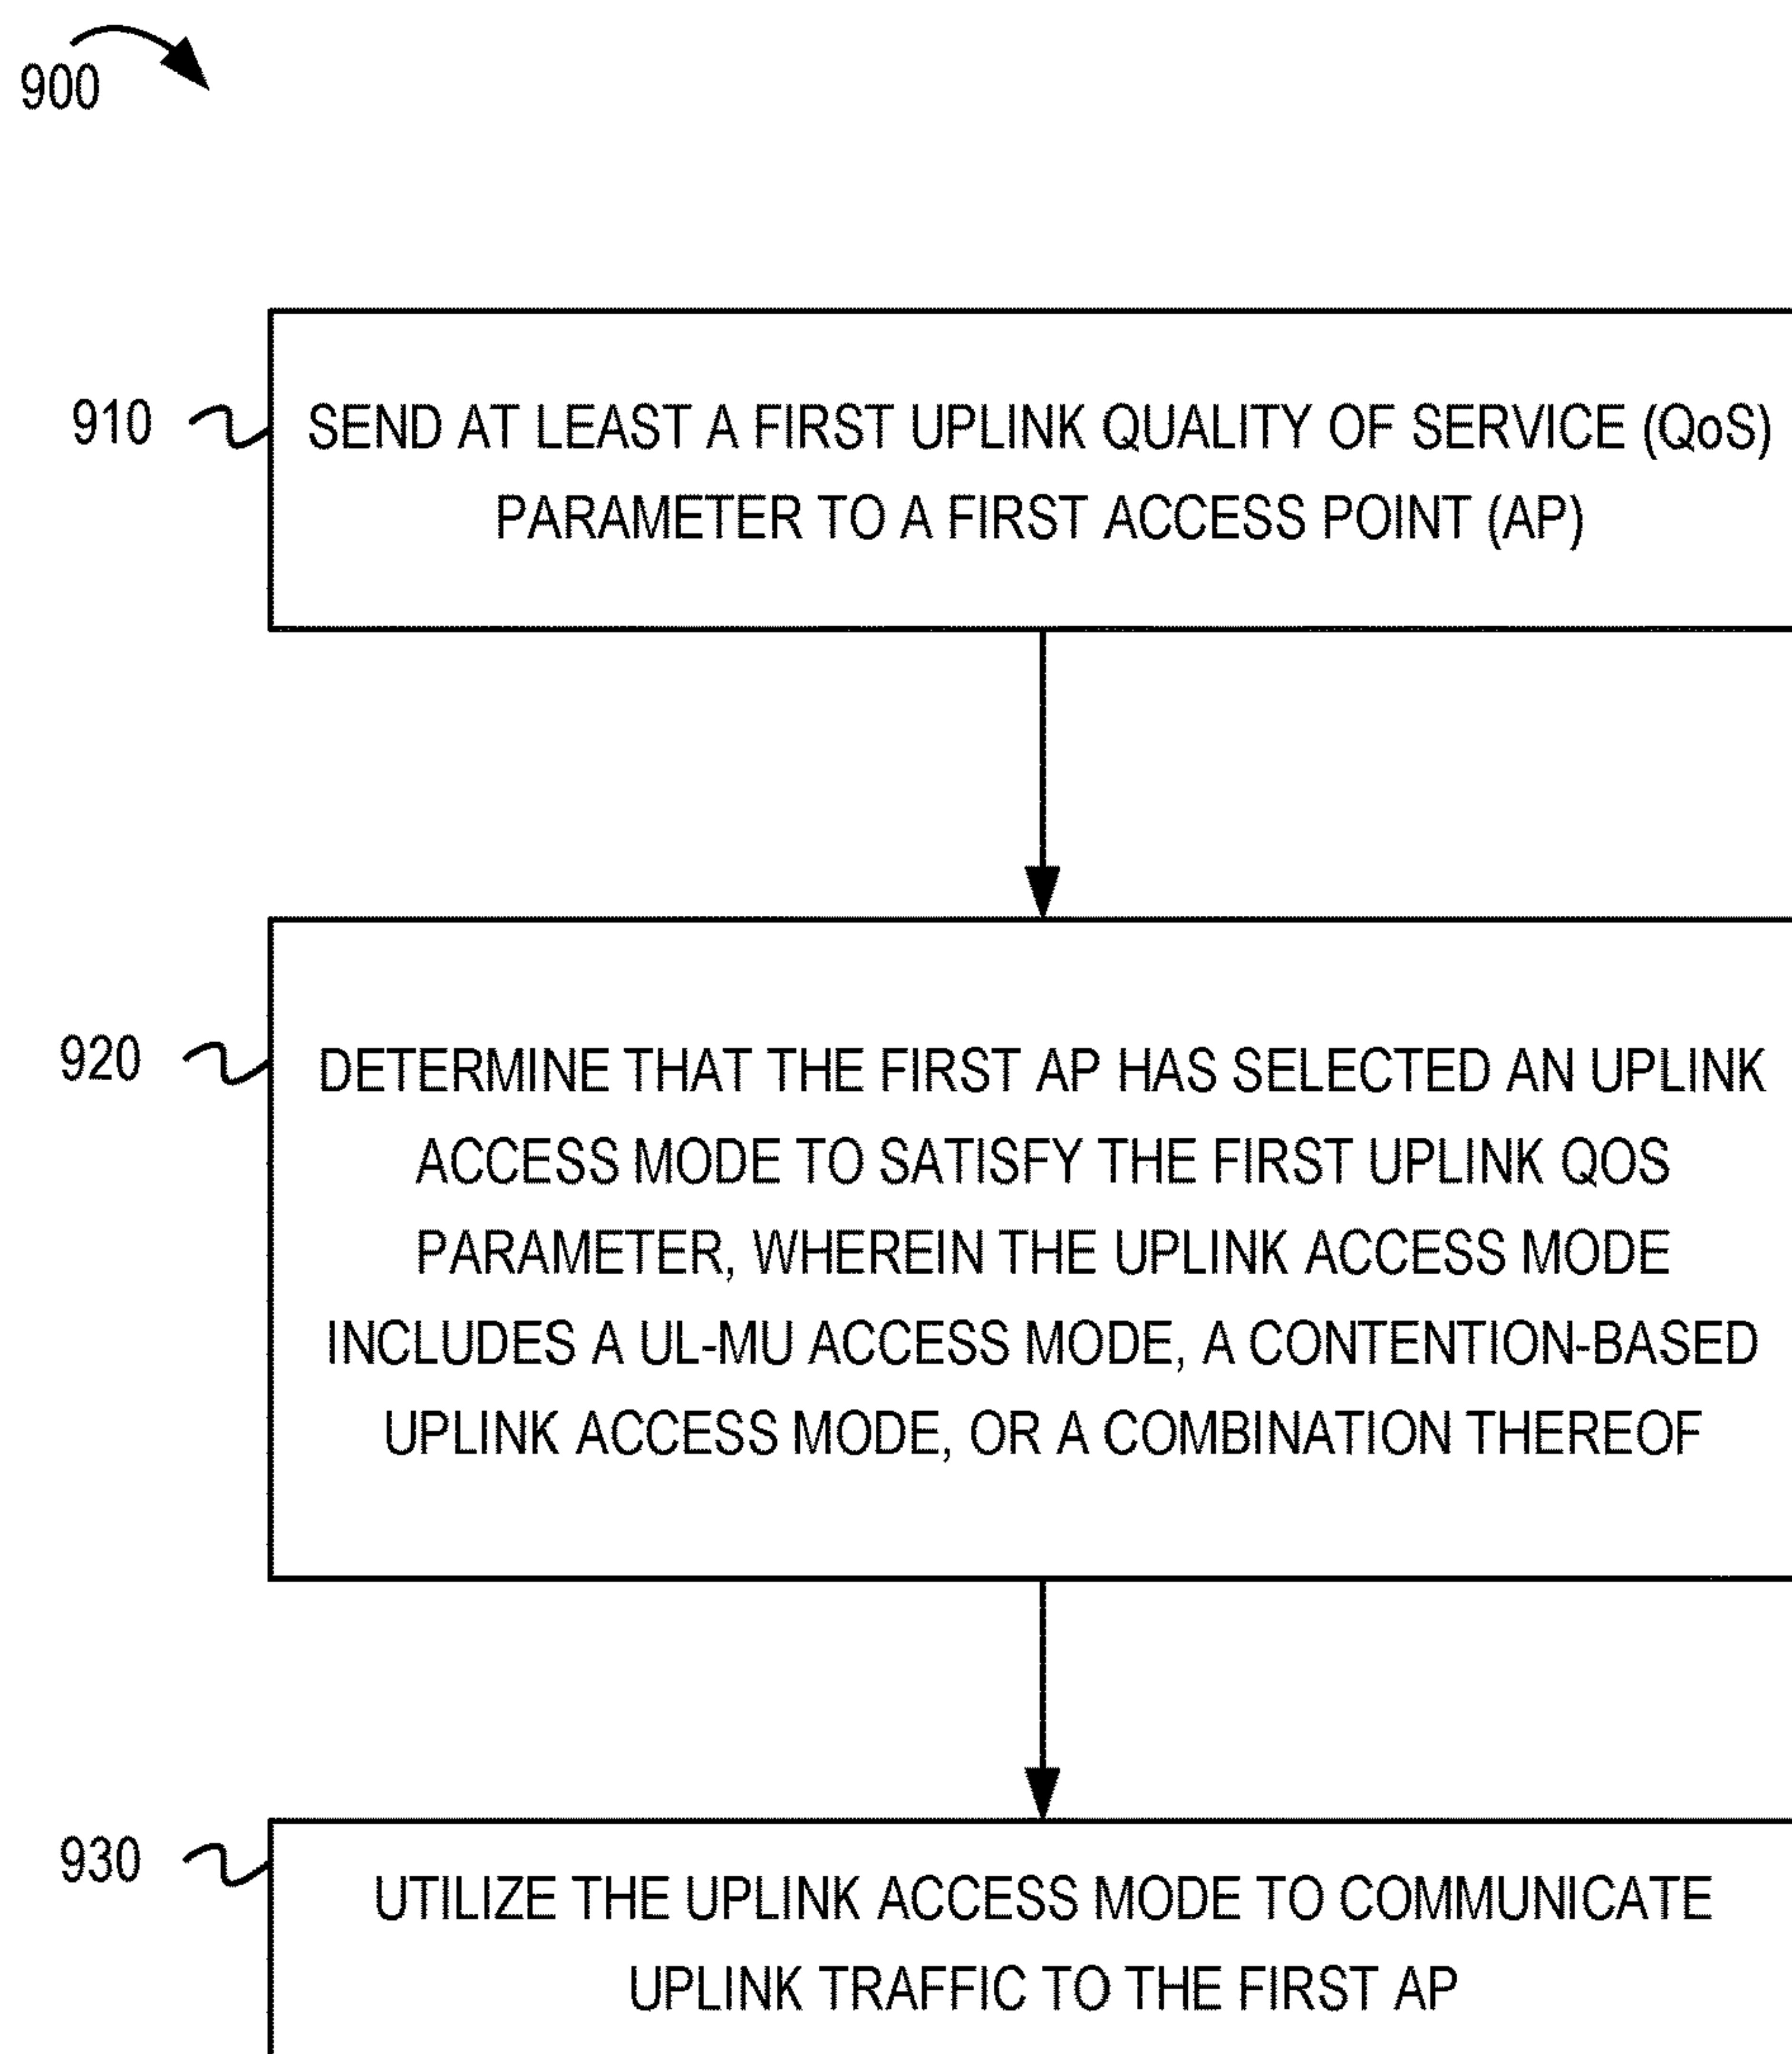 900
910
SEND AT LEAST A FIRST UPLINK QUALITY OF SERVICE (QoS)
PARAMETER TO A FIRST ACCESS POINT (AP)
920
DETERMINE THAT THE FIRST AP HAS SELECTED AN UPLINK
ACCESS MODE TO SATISFY THE FIRST UPLINK QOS
PARAMETER, WHEREIN THE UPLINK ACCESS MODE
INCLUDES A UL-MU ACCESS MODE, A CONTENTION-BASED
UPLINK ACCESS MODE, OR A COMBINATION THEREOF
930
UTILIZE THE UPLINK ACCESS MODE TO COMMUNICATE
UPLINK TRAFFIC TO THE FIRST AP